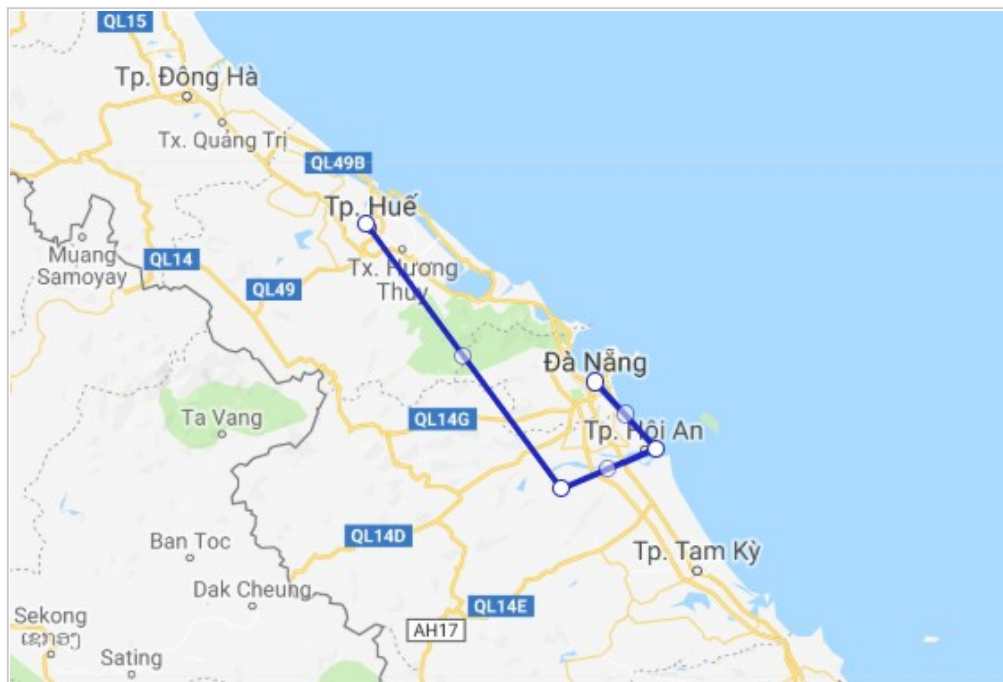 QL15
Tp. Đông Hà
Tx. Quảng Trị
QL49B
Tp. Huế
Muang
Samoyay
QL14
Tx. Hương
Thủy
QL49
Đà Nẵng
Ta Vang
QL14G
Tp. Hội An
QL14D
Ban Toc
Tp. Tam Kỳ
Dak Cheung
QL14E
Sekong
AH17
Sating